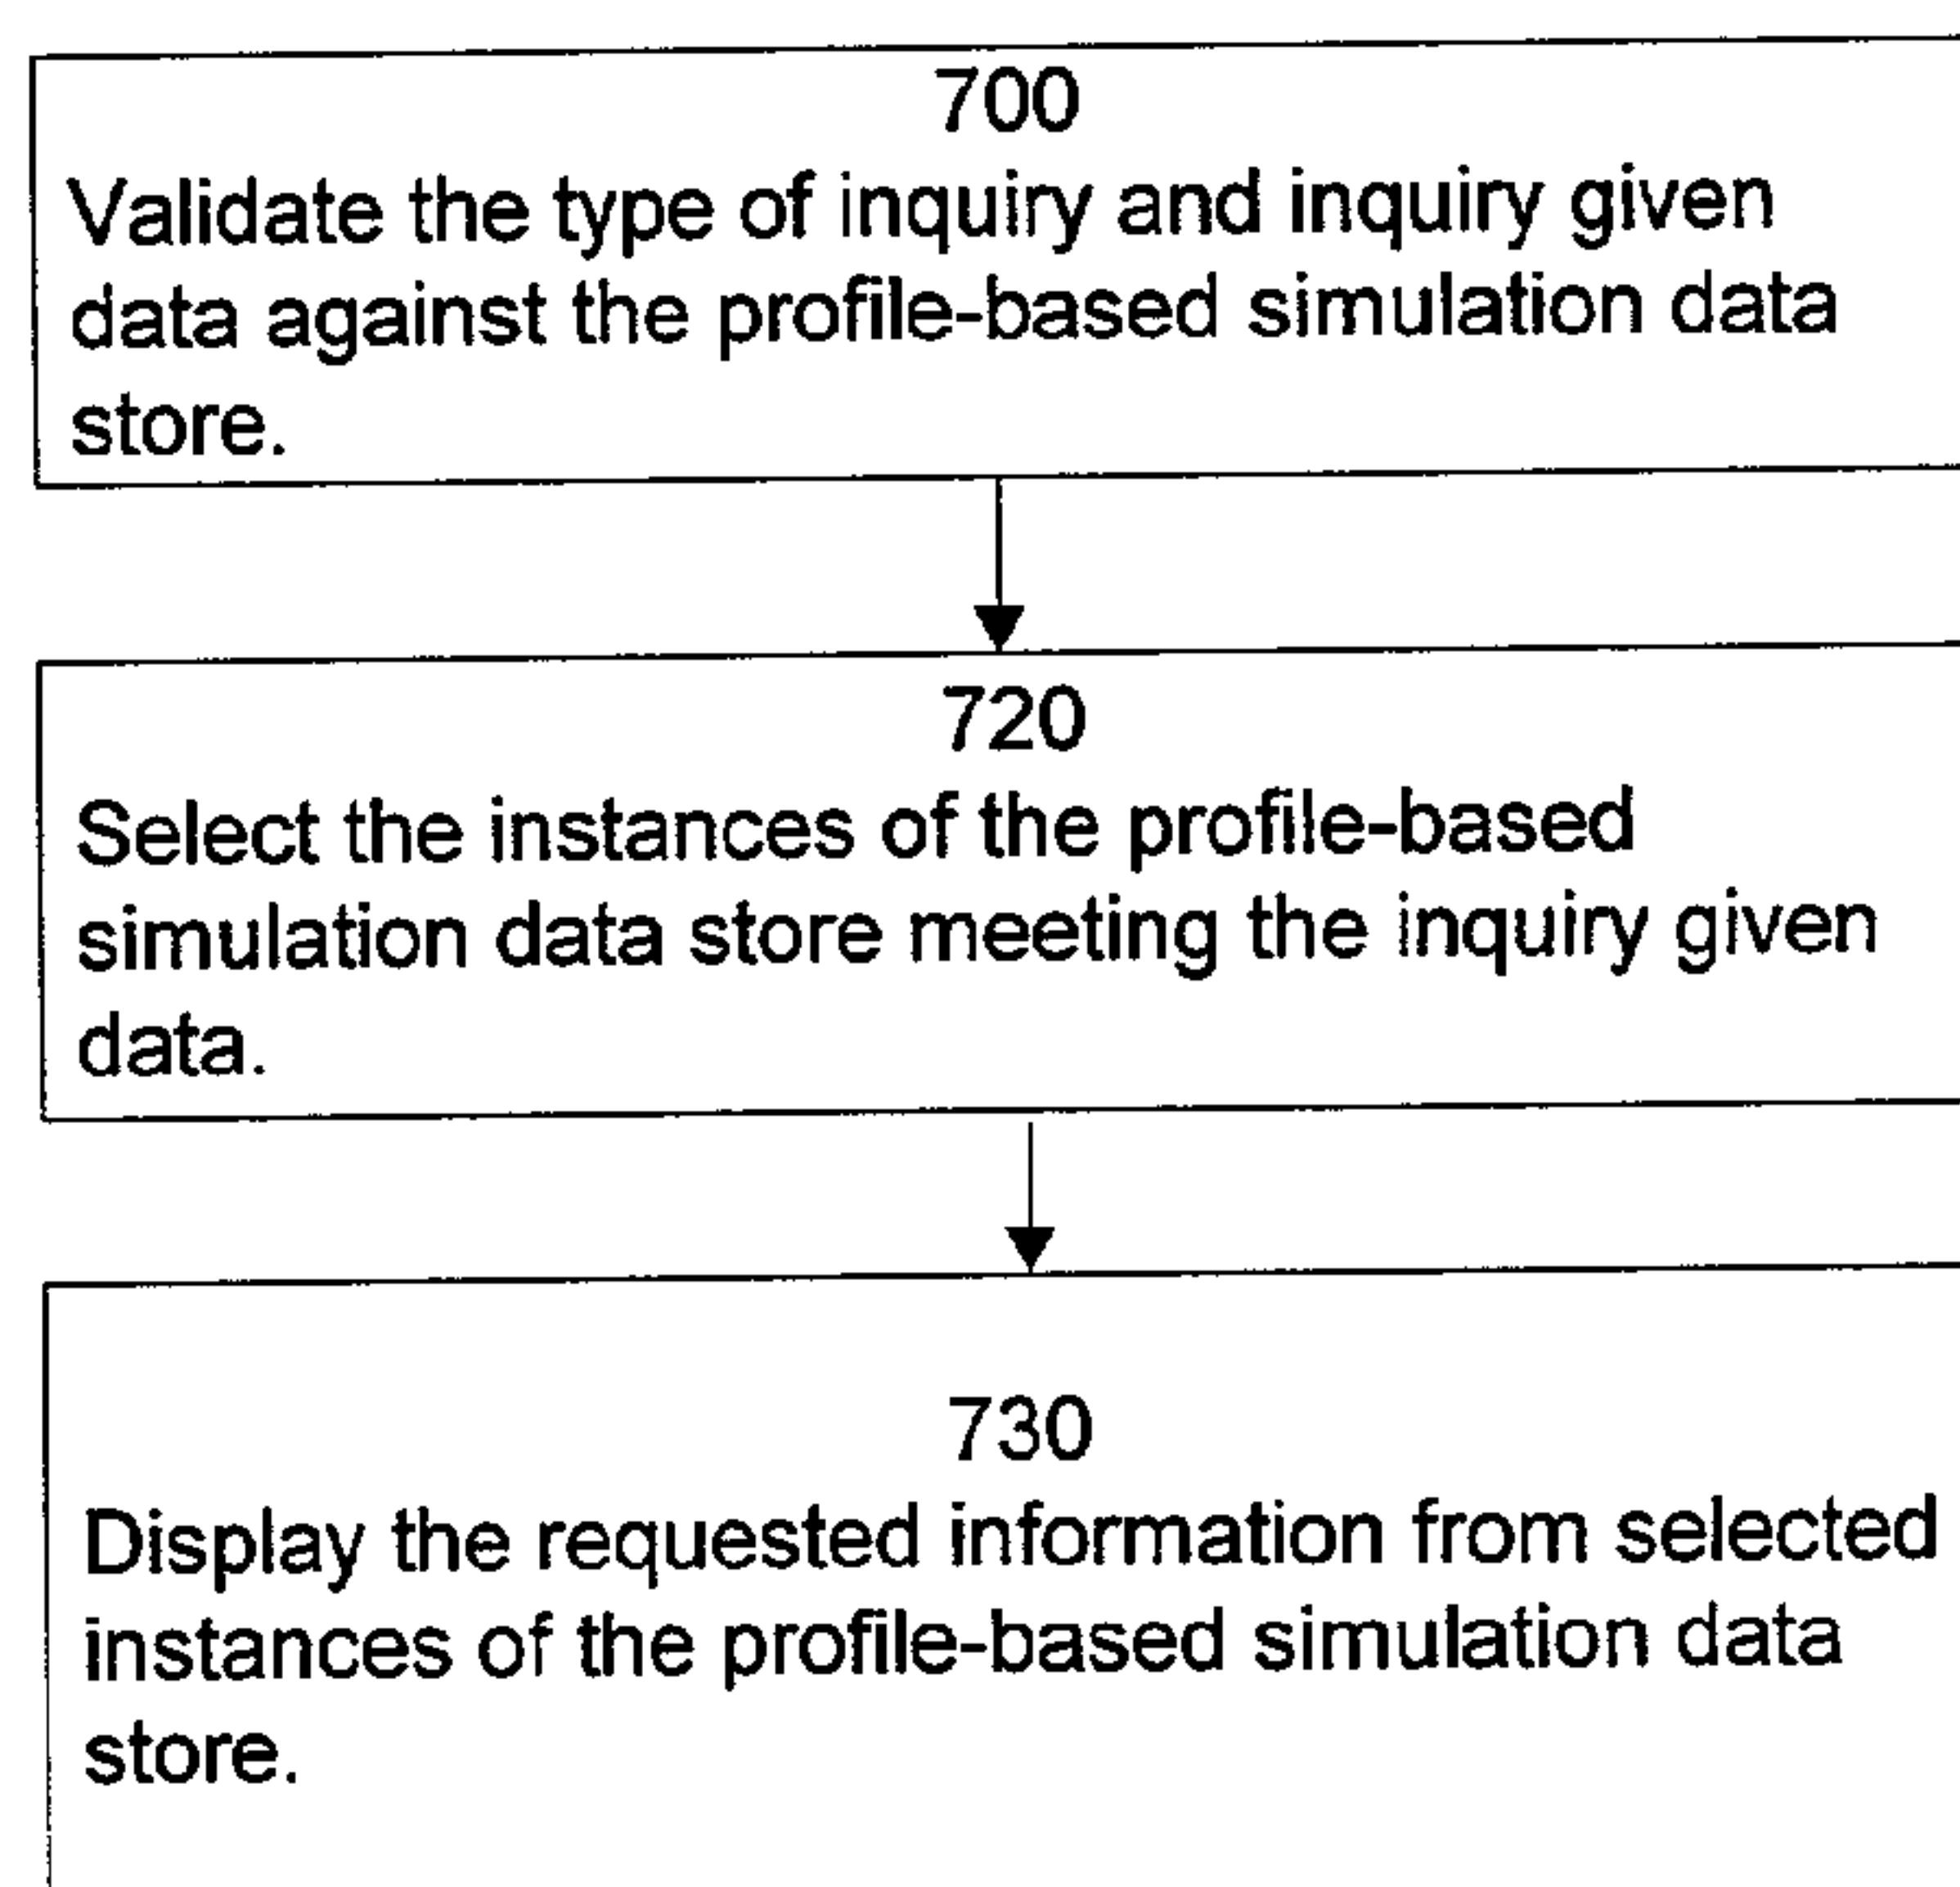 700
Validate the type of inquiry and inquiry given
data against the profile-based simulation data
store.
720
Select the instances of the profile-based
simulation data store meeting the inquiry given
data.
730
Display the requested information from selected
instances of the profile-based simulation data
store.